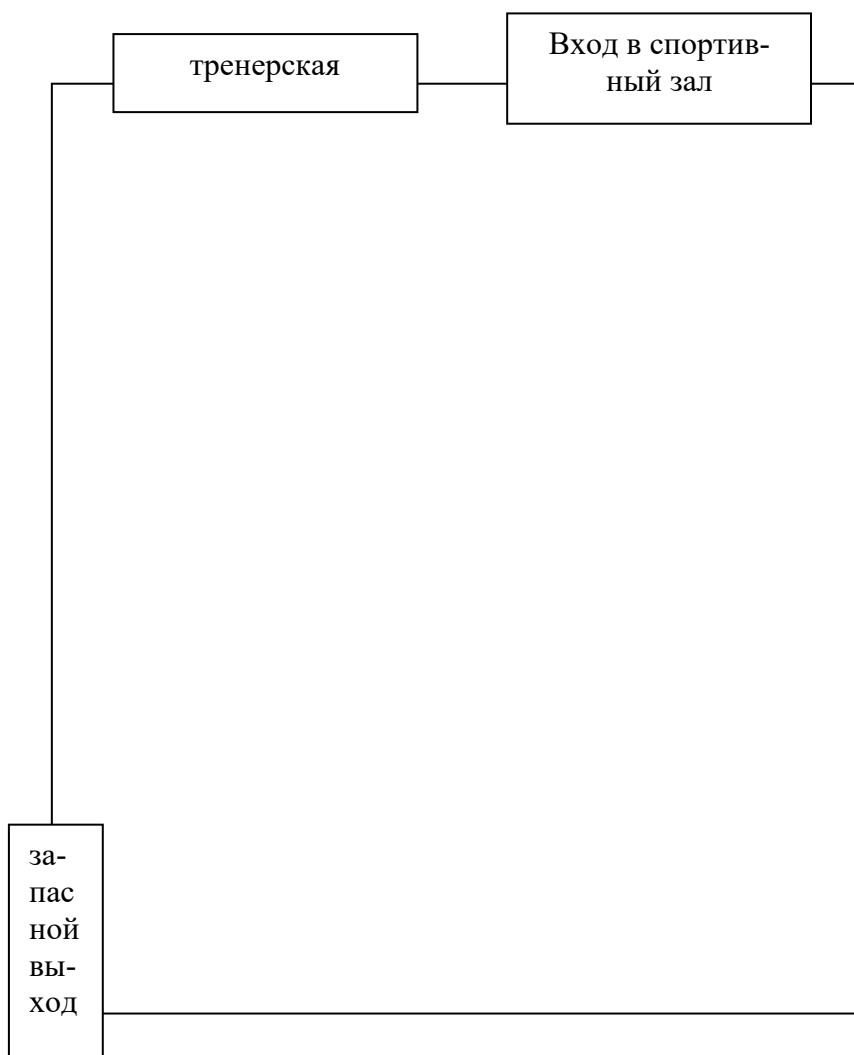 тренерская
Вход в спортив-
ный зал
за-
пас
ной
вы-
ход